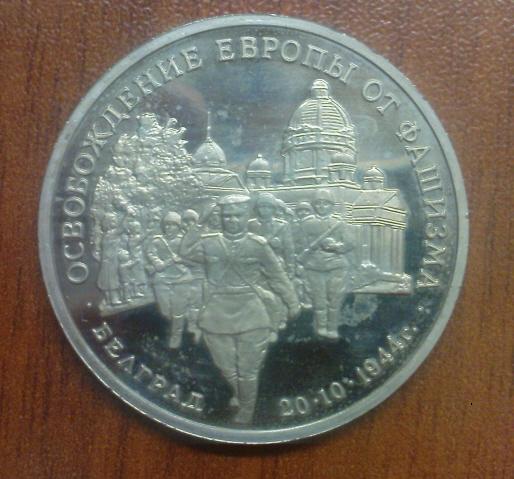 ОСВОБОЖДЕНИЕ ЕВРОПЫ ОТ ФАШИЗМА
БЕЛГРАД 20·10·1944г.